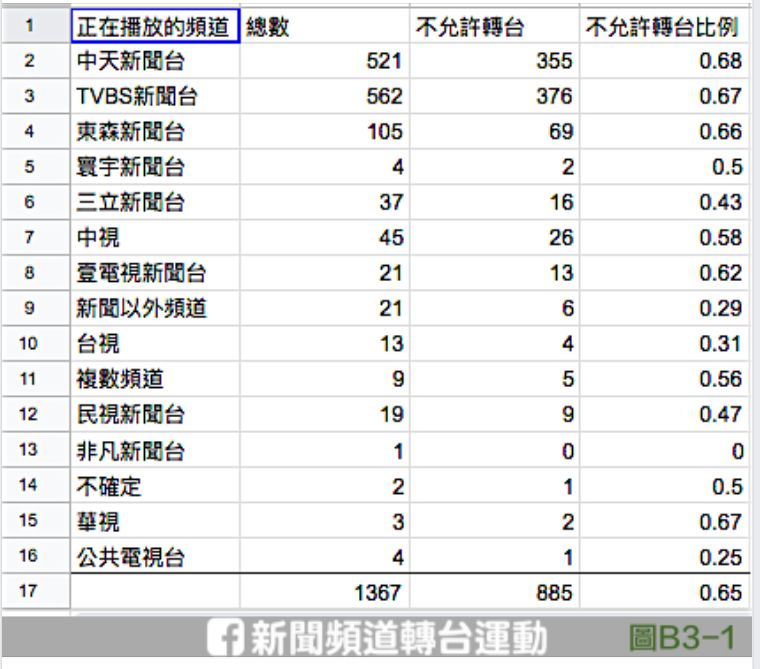 1 正在播放的頻道 總數 不允許轉台 不允許轉台比例
2 中天新聞台 521 355 0.68
3 TVBS新聞台 562 376 0.67
4 東森新聞台 105 69 0.66
5 寰宇新聞台 4 2 0.5
6 三立新聞台 37 16 0.43
7 中視 45 26 0.58
8 壹電視新聞台 21 13 0.62
9 新聞以外頻道 21 6 0.29
10 台視 13 4 0.31
11 複數頻道 9 5 0.56
12 民視新聞台 19 9 0.47
13 非凡新聞台 1 0 0
14 不確定 2 1 0.5
15 華視 3 2 0.67
16 公共電視台 4 1 0.25
17 1367 885 0.65
f 新聞頻道轉台運動 圖B3-1